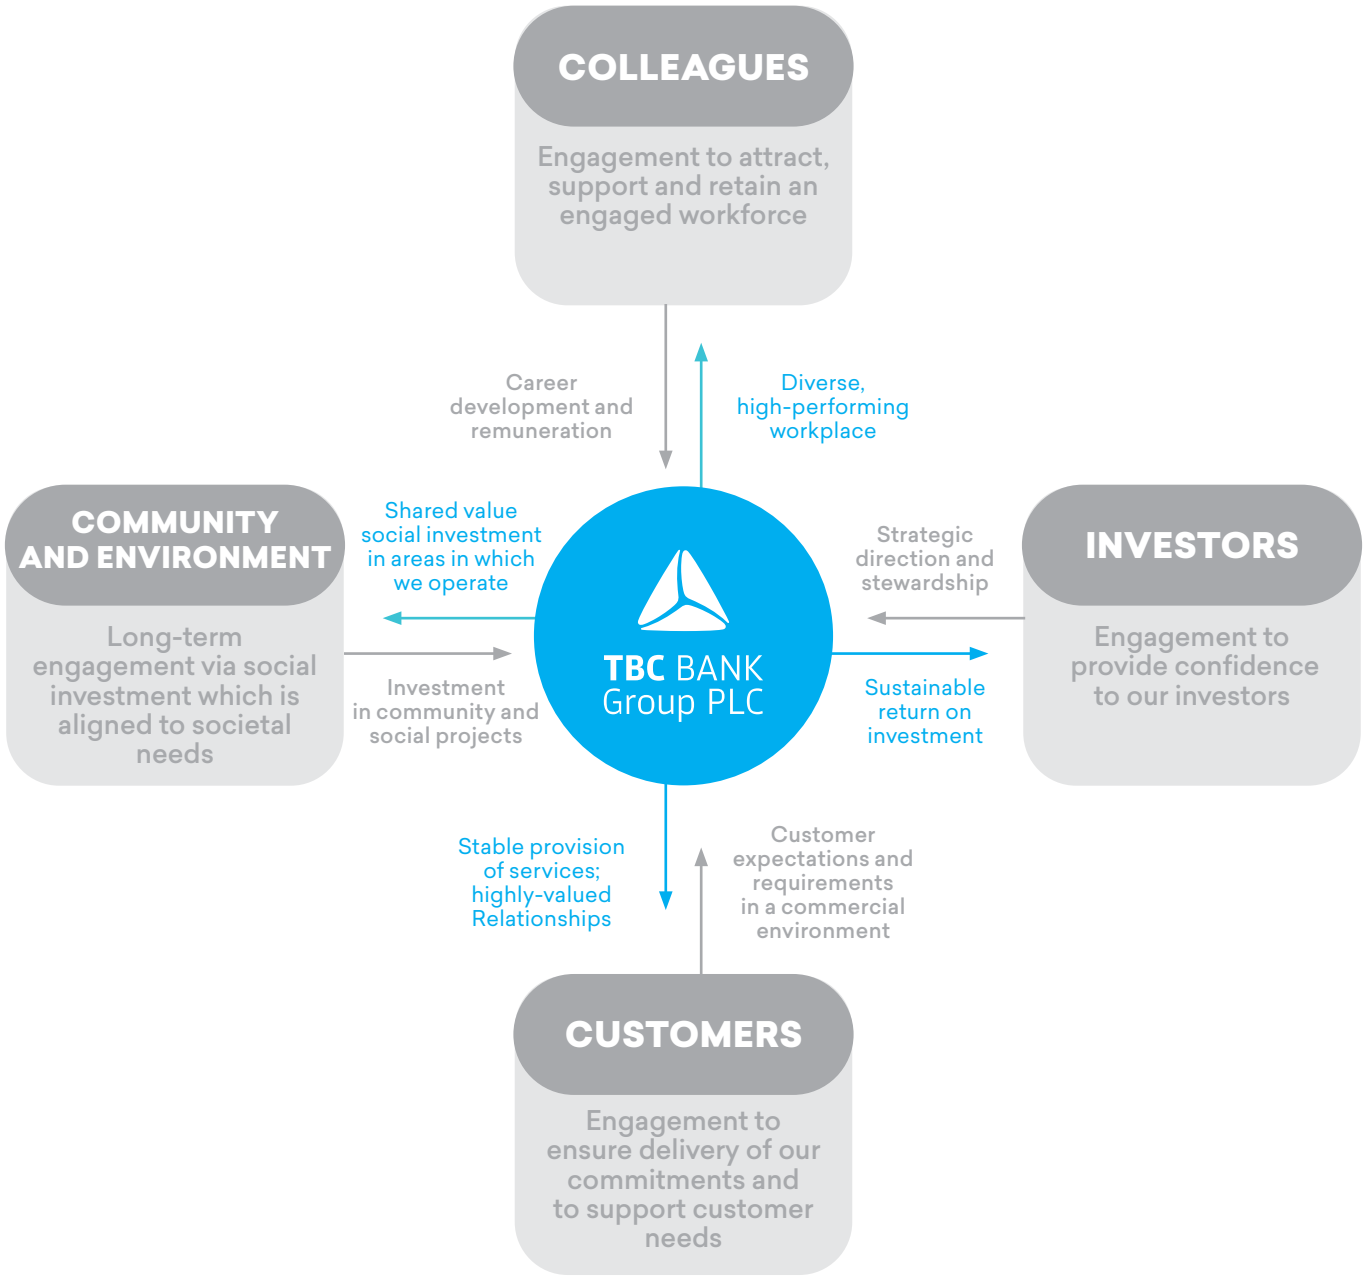 COLLEAGUES
Engagement to attract,
support and retain an
engaged workforce
Career
development and
remuneration
Diverse,
high-performing
workplace
COMMUNITY
AND ENVIRONMENT
Long-term
engagement via social
investment which is
aligned to societal
needs
Shared value
social investment
in areas in which
we operate
Investment
in community and
social projects
TBC BANK
Group PLC
Strategic
direction and
stewardship
Sustainable
return on
investment
INVESTORS
Engagement to
provide confidence
to our investors
Stable provision
of services;
highly-valued
Relationships
Customer
expectations and
requirements
in a commercial
environment
CUSTOMERS
Engagement to
ensure delivery of our
commitments and
to support customer
needs